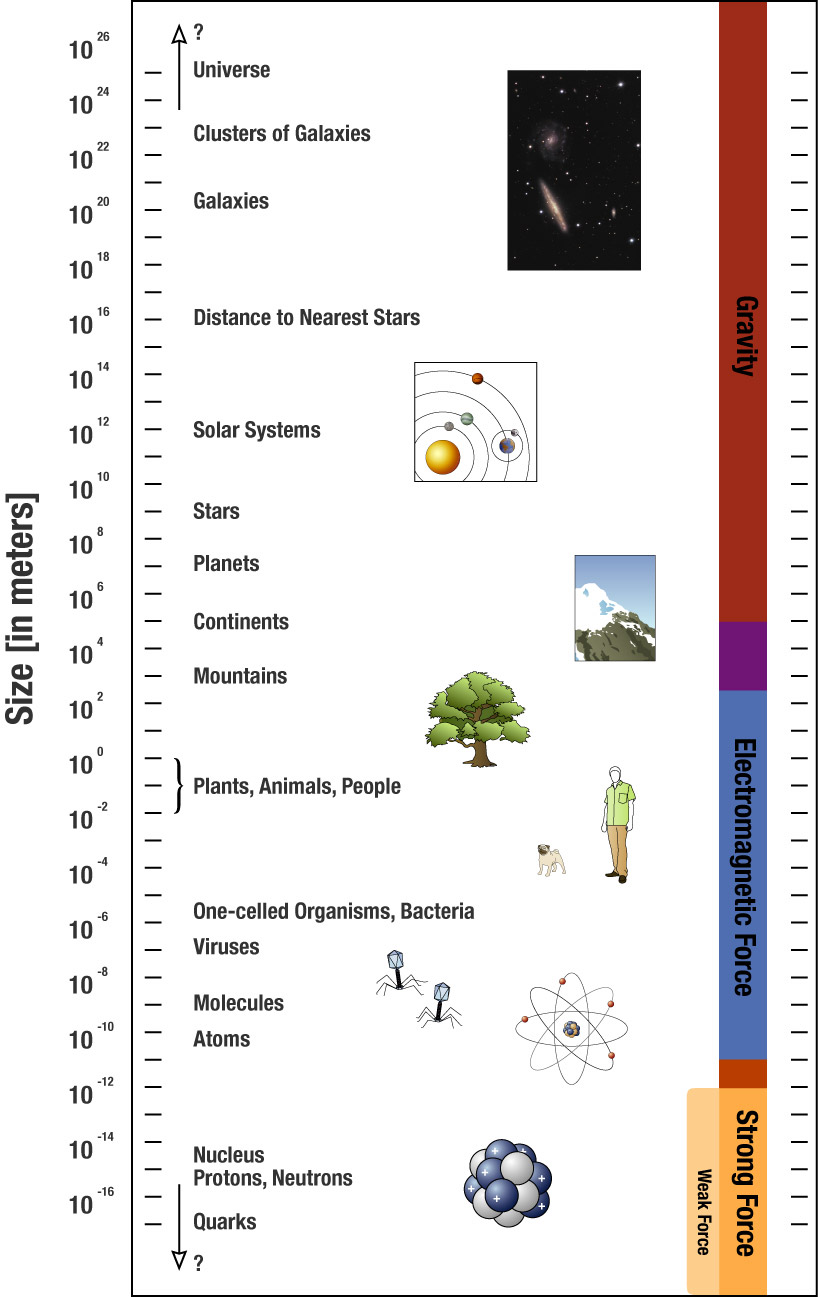 Size [in meters]
10^26
?
Universe
10^24
Clusters of Galaxies
10^22
Galaxies
10^20
10^18
Distance to Nearest Stars
10^16
Gravity
10^14
Solar Systems
10^12
10^10
Stars
10^8
Planets
10^6
Continents
10^4
Mountains
10^2
10^0
Plants, Animals, People
10^-2
Electromagnetic Force
10^-4
One-celled Organisms, Bacteria
10^-6
Viruses
10^-8
Molecules
10^-10
Atoms
10^-12
10^-14
Nucleus
Protons, Neutrons
+ + + + + +
Strong Force
Weak Force
10^-16
Quarks
?